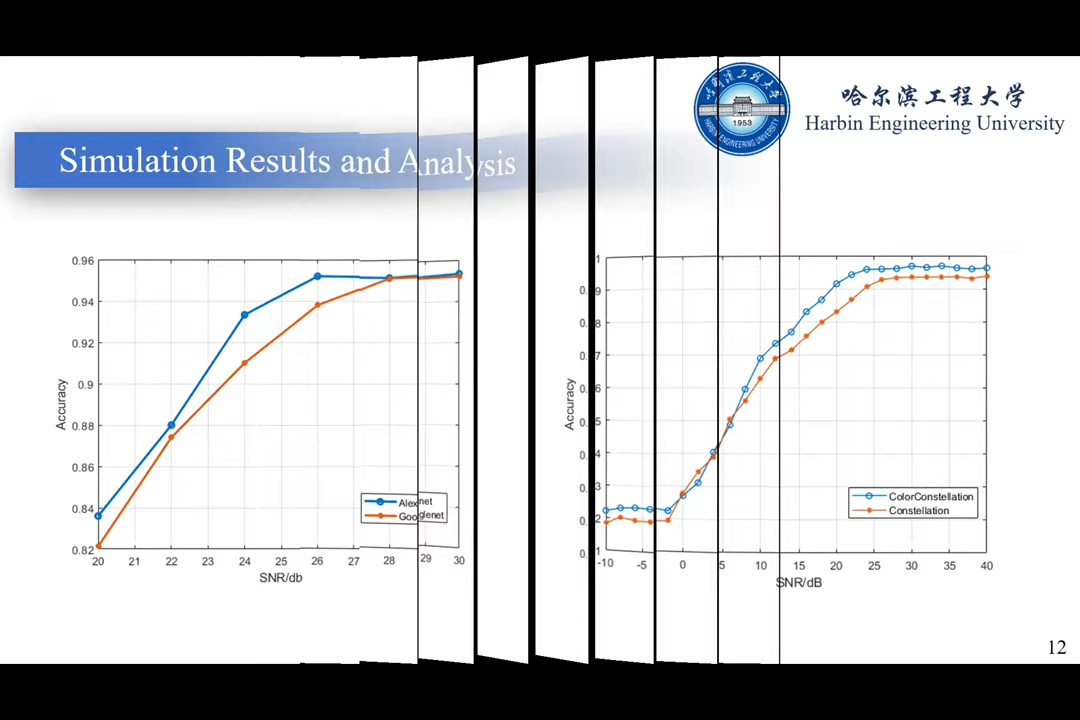 哈尔滨工程大学
Harbin Engineering University
1953
HARBIN ENGINEERING UNIVERSITY
Simulation Results and Analysis
0.96
0.94
0.92
0.9
0.88
0.86
0.84
0.82
Accuracy
20 21 22 23 24 25 26 27 28 29 30
SNR/db
Alexnet
Googlenet
1
0.9
0.8
0.7
0.6
0.5
0.4
0.3
0.2
0.1
Accuracy
-10 -5 0 5 10 15 20 25 30 35 40
SNR/dB
ColorConstellation
Constellation
12